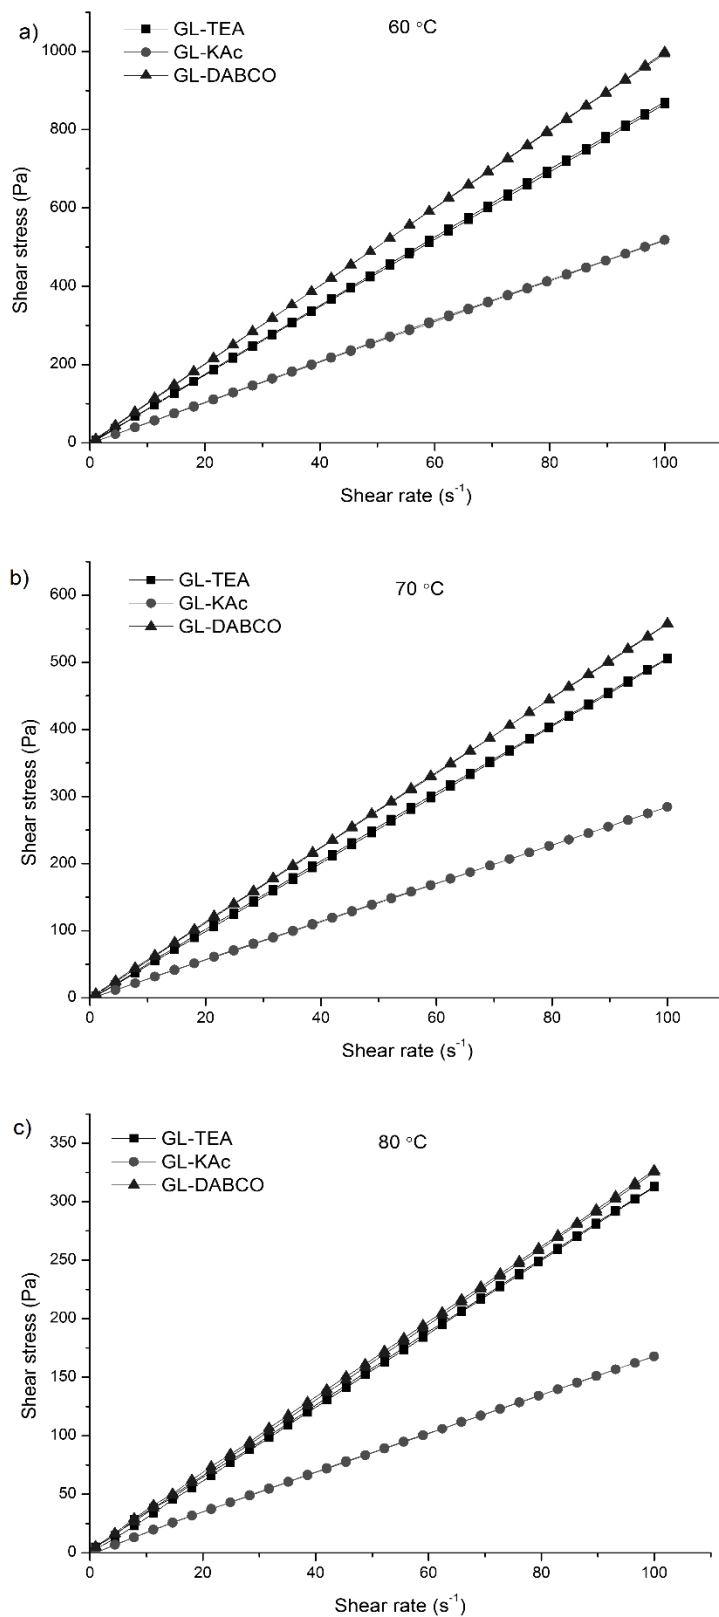 a)
60 °C
GL-TEA
GL-KAc
GL-DABCO
1000
800
600
400
200
0
Shear stress (Pa)
0 20 40 60 80 100
Shear rate (s⁻¹)
b)
70 °C
GL-TEA
GL-KAc
GL-DABCO
600
500
400
300
200
100
0
Shear stress (Pa)
0 20 40 60 80 100
Shear rate (s⁻¹)
c)
80 °C
GL-TEA
GL-KAc
GL-DABCO
350
300
250
200
150
100
50
0
Shear stress (Pa)
0 20 40 60 80 100
Shear rate (s⁻¹)